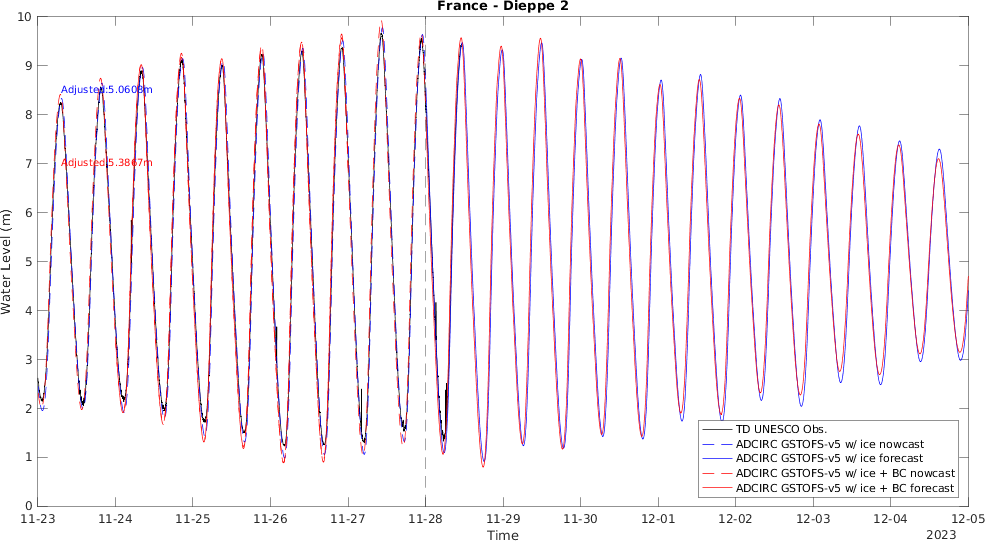 France - Dieppe 2
10
9
8
7
6
5
4
3
2
1
0
Water Level (m)
Adjusted:5.0608m
Adjusted:5.3867m
TD UNESCO Obs.
ADCIRC GSTOFS-v5 w/ ice nowcast
ADCIRC GSTOFS-v5 w/ ice forecast
ADCIRC GSTOFS-v5 w/ ice + BC nowcast
ADCIRC GSTOFS-v5 w/ ice + BC forecast
11-23 11-24 11-25 11-26 11-27 11-28 11-29 11-30 12-01 12-02 12-03 12-04 12-05
Time
2023